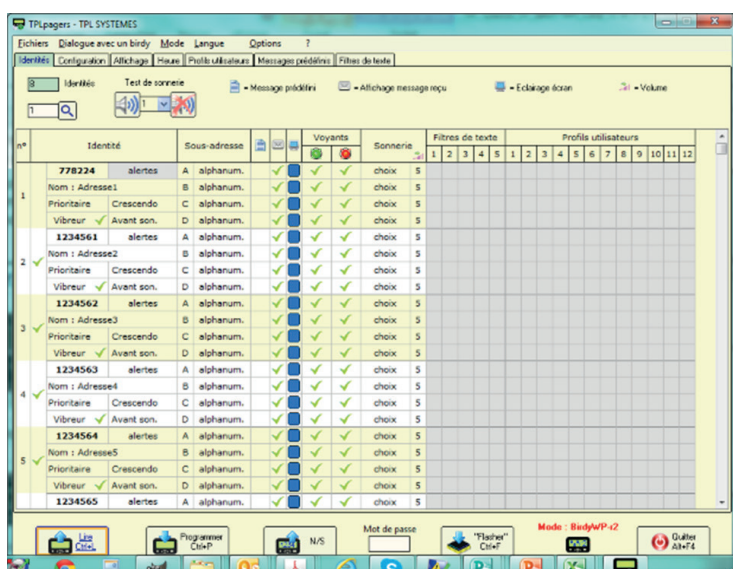 TPLpagers - TPL SYSTEMES
Eichiers Dialogue avec un birdy Mode Langue Options ?
Identités Configuration Affichage Heure Profils utilisateurs Messages prédéfinis Filtres de texte
8 Identités Test de sonnerie = Message prédéfini = Affichage message reçu = Eclairage écran = Volume
1 1
n° Identité Sous-adresse Voyants Sonnerie Filtres de texte Profils utilisateurs
1 2 3 4 5 1 2 3 4 5 6 7 8 9 10 11 12
778224 alertes A alphanum. choix 5
1 Nom : Adresse1 B alphanum. choix 5
Prioritaire Crescendo C alphanum. choix 5
Vibreur Avant son. D alphanum. choix 5
1234561 alertes A alphanum. choix 5
2 Nom : Adresse2 B alphanum. choix 5
Prioritaire Crescendo C alphanum. choix 5
Vibreur Avant son. D alphanum. choix 5
1234562 alertes A alphanum. choix 5
3 Nom : Adresse3 B alphanum. choix 5
Prioritaire Crescendo C alphanum. choix 5
Vibreur Avant son. D alphanum. choix 5
1234563 alertes A alphanum. choix 5
4 Nom : Adresse4 B alphanum. choix 5
Prioritaire Crescendo C alphanum. choix 5
Vibreur Avant son. D alphanum. choix 5
1234564 alertes A alphanum. choix 5
5 Nom : Adresse5 B alphanum. choix 5
Prioritaire Crescendo C alphanum. choix 5
Vibreur Avant son. D alphanum. choix 5
1234565 alertes A alphanum. choix 5
Lire Ctrl+L Programmer Ctrl+P N/S Mot de passe "Flasher" Ctrl+F Mode : BirdyWP-r2 Quitter Alt+F4